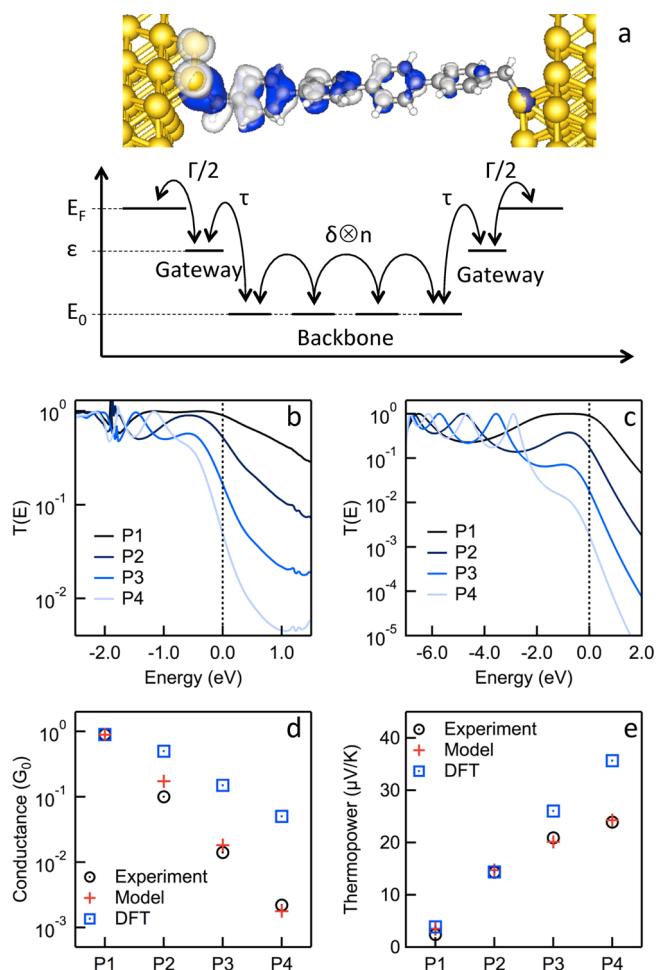 a
Γ/2
Γ/2
τ
τ
E_F
δ⊗n
ε
Gateway
Gateway
E_0
Backbone
b
c
10^0
10^-1
10^-2
T(E)
P1
P2
P3
P4
-2.0 -1.0 0.0 1.0
Energy (eV)
10^0
10^-1
10^-2
10^-3
10^-4
10^-5
T(E)
P1
P2
P3
P4
-6.0 -4.0 -2.0 0.0 2.0
Energy (eV)
d
10^0
10^-1
10^-2
10^-3
Conductance (G_0)
Experiment
Model
DFT
P1 P2 P3 P4
e
40
30
20
10
0
Thermopower (μV/K)
Experiment
Model
DFT
P1 P2 P3 P4